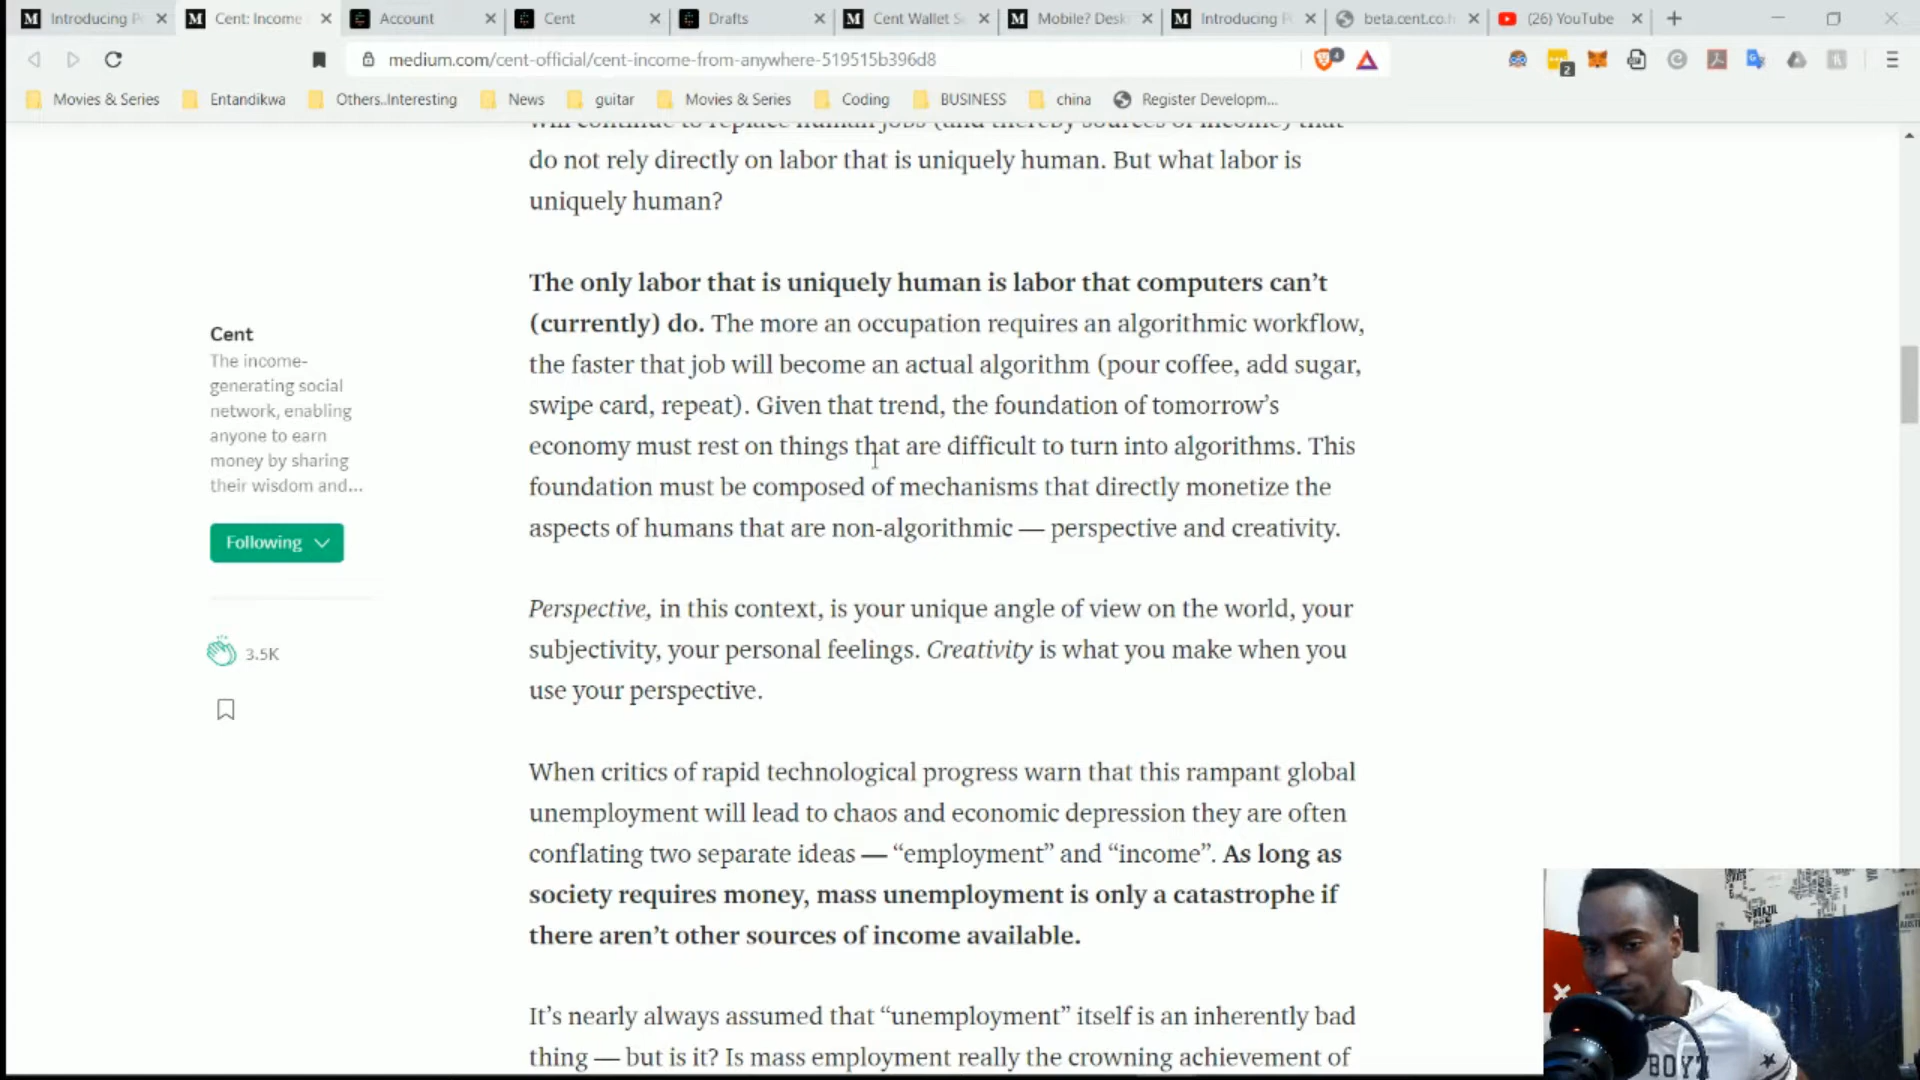 Introducing P
Cent: Income
Account
Cent
Drafts
Cent Wallet S
Mobile? Desk
Introducing P
beta.cent.co
(26) YouTube
medium.com/cent-official/cent-income-from-anywhere-519515b396d8
4
2
Movies & Series
Entandikwa
Others..Interesting
News
guitar
Movies & Series
Coding
BUSINESS
china
Register Developm...
will continue to replace human jobs (and thereby sources of income) that
do not rely directly on labor that is uniquely human. But what labor is
uniquely human?
The only labor that is uniquely human is labor that computers can’t
(currently) do. The more an occupation requires an algorithmic workflow,
the faster that job will become an actual algorithm (pour coffee, add sugar,
swipe card, repeat). Given that trend, the foundation of tomorrow’s
economy must rest on things that are difficult to turn into algorithms. This
foundation must be composed of mechanisms that directly monetize the
aspects of humans that are non-algorithmic — perspective and creativity.
Perspective, in this context, is your unique angle of view on the world, your
subjectivity, your personal feelings. Creativity is what you make when you
use your perspective.
When critics of rapid technological progress warn that this rampant global
unemployment will lead to chaos and economic depression they are often
conflating two separate ideas — “employment” and “income”. As long as
society requires money, mass unemployment is only a catastrophe if
there aren’t other sources of income available.
It’s nearly always assumed that “unemployment” itself is an inherently bad
thing — but is it? Is mass employment really the crowning achievement of
Cent
The income-
generating social
network, enabling
anyone to earn
money by sharing
their wisdom and...
Following
3.5K
BRAZIL
BOYZ